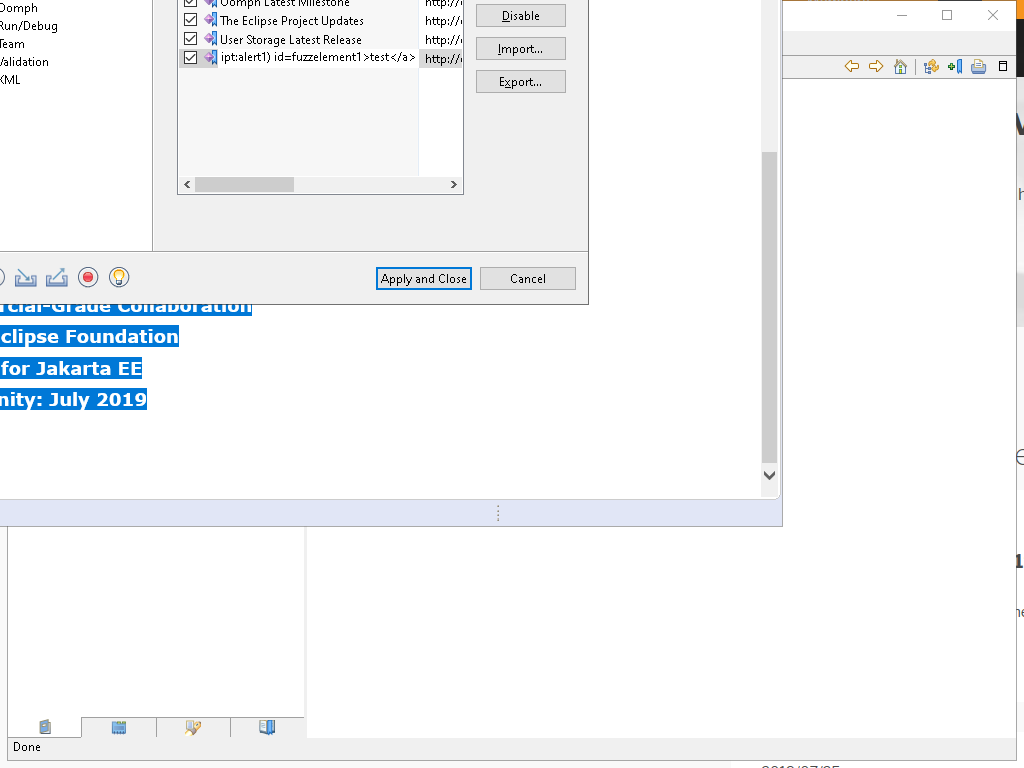 Oomph
Run/Debug
Team
Validation
XML
Oomph Latest Milestone
http://
The Eclipse Project Updates
http://
User Storage Latest Release
http://
ipt:alert1) id=fuzzelement1>test</a>
http://
Disable
Import...
Export...
Apply and Close
Cancel
rcial-Grade Collaboration
clipse Foundation
for Jakarta EE
nity: July 2019
Done